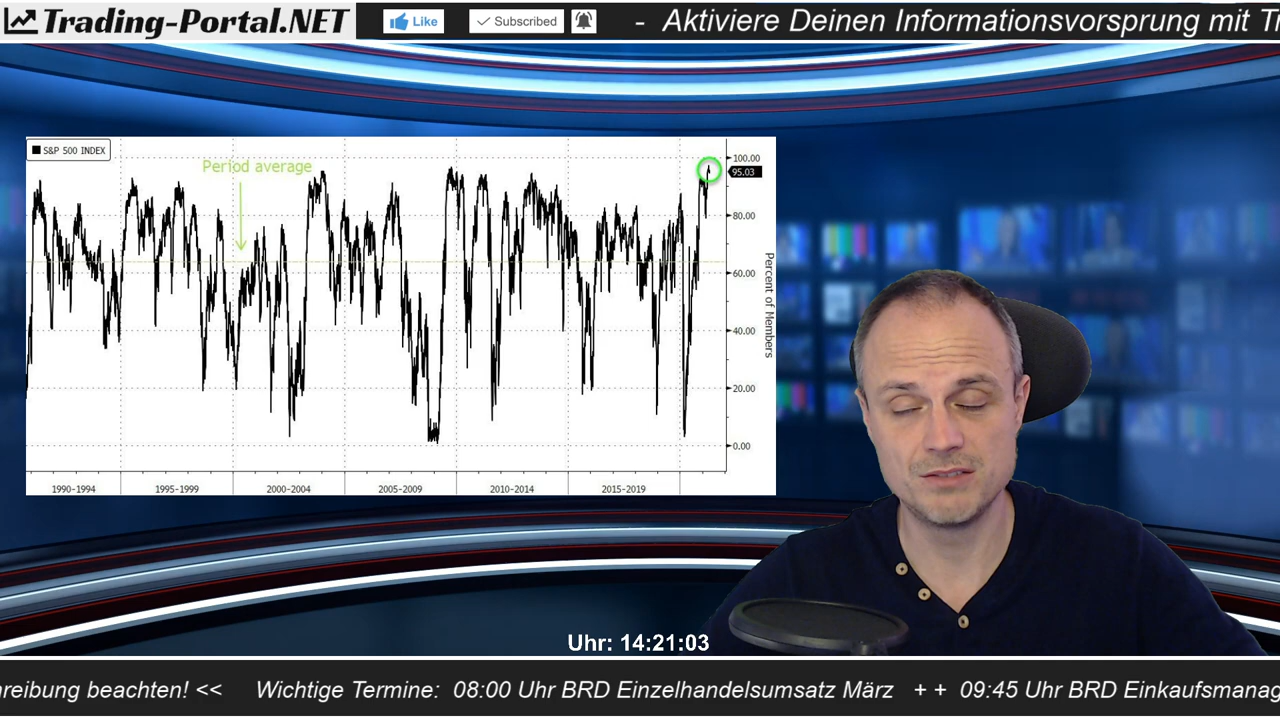 Trading-Portal.NET
Like
Subscribed
- Aktiviere Deinen Informationsvorsprung mit
S&P 500 INDEX
Period average
100.00
95.03
80.00
60.00
40.00
20.00
0.00
Percent of Members
1990-1994
1995-1999
2000-2004
2005-2009
2010-2014
2015-2019
Uhr: 14:21:03
reibung beachten! << Wichtige Termine: 08:00 Uhr BRD Einzelhandelsumsatz März + + 09:45 Uhr BRD Einkaufsmanag